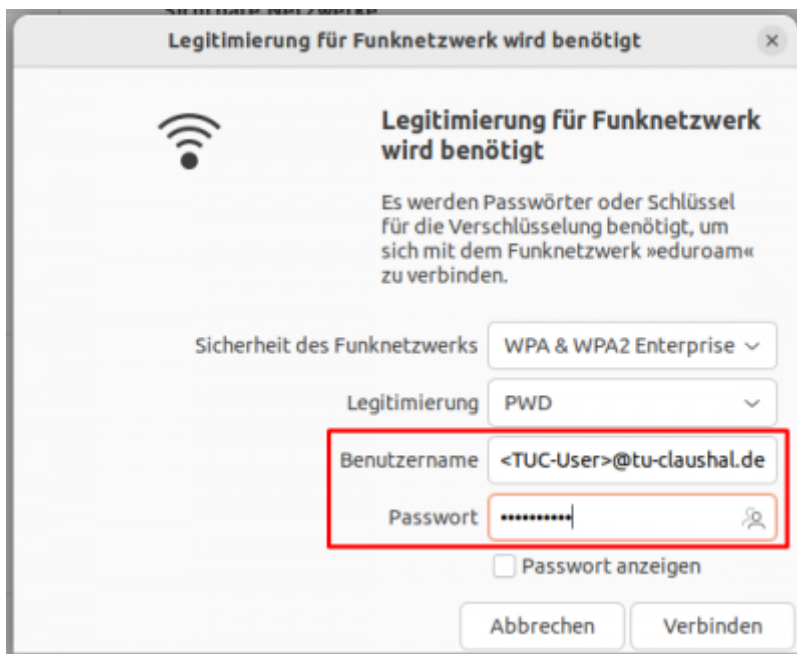 Sichtbare Netzwerke
Legitimierung für Funknetzwerk wird benötigt
Legitimierung für Funknetzwerk
wird benötigt
Es werden Passwörter oder Schlüssel
für die Verschlüsselung benötigt, um
sich mit dem Funknetzwerk »eduroam«
zu verbinden.
Sicherheit des Funknetzwerks WPA & WPA2 Enterprise
Legitimierung PWD
Benutzername <TUC-User>@tu-claushal.de
Passwort ••••••••••
Passwort anzeigen
Abbrechen Verbinden